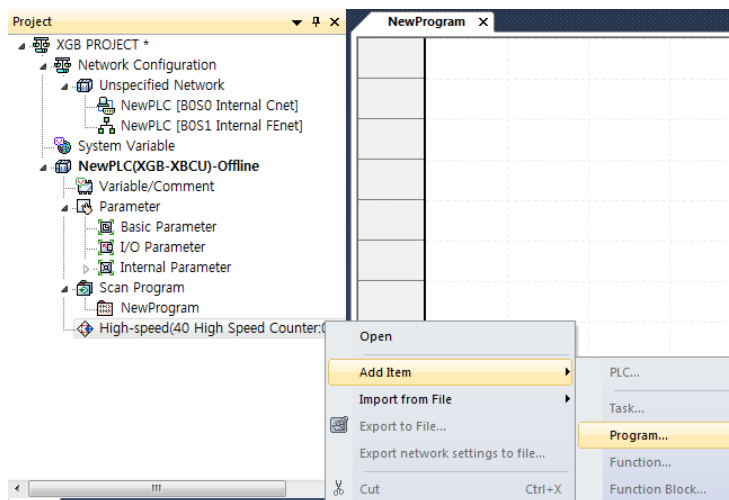 Project
NewProgram
XGB PROJECT *
Network Configuration
Unspecified Network
NewPLC [B0S0 Internal Cnet]
NewPLC [B0S1 Internal FEnet]
System Variable
NewPLC(XGB-XBCU)-Offline
Variable/Comment
Parameter
Basic Parameter
I/O Parameter
Internal Parameter
Scan Program
NewProgram
High-speed(40 High Speed Counter:(
Open
Add Item
Import from File
Export to File...
Export network settings to file...
Cut Ctrl+X
PLC...
Task...
Program...
Function...
Function Block...